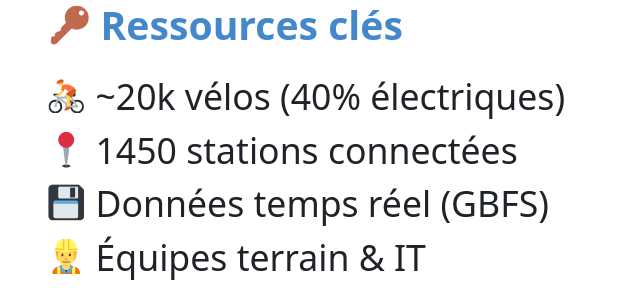 🔑 Ressources clés
🚴 ~20k vélos (40% électriques)
📍 1450 stations connectées
💾 Données temps réel (GBFS)
👷 Équipes terrain & IT